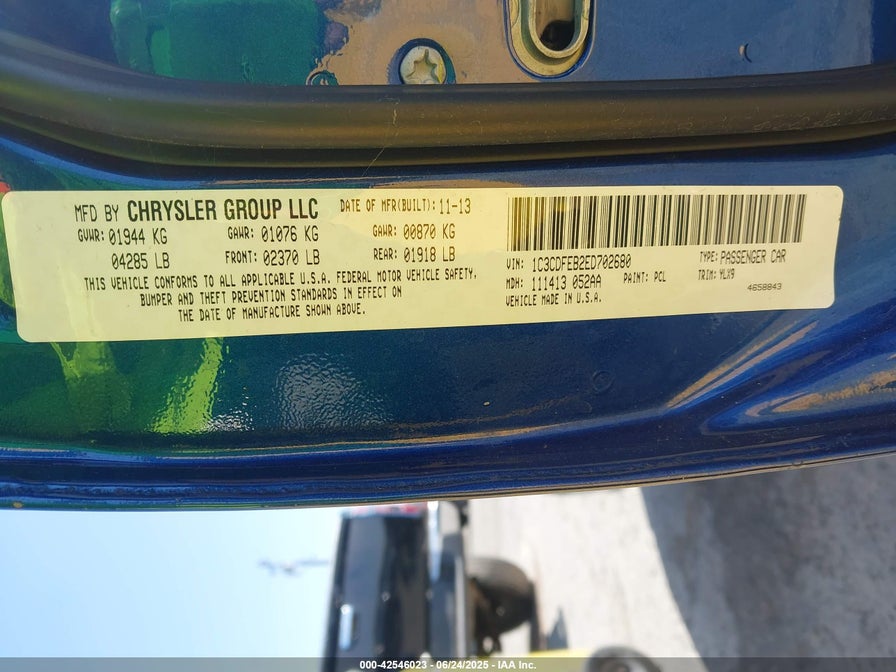 MFD BY CHRYSLER GROUP LLC DATE OF MFR(BUILT): 11-13
GVWR: 01944 KG GAWR: 01076 KG GAWR: 00870 KG
04285 LB FRONT: 02370 LB REAR: 01918 LB
THIS VEHICLE CONFORMS TO ALL APPLICABLE U.S.A. FEDERAL MOTOR VEHICLE SAFETY,
BUMPER AND THEFT PREVENTION STANDARDS IN EFFECT ON
THE DATE OF MANUFACTURE SHOWN ABOVE.
VIN: 1C3CDFEB2ED702680 TYPE: PASSENGER CAR
MDH: 111413 052AA PAINT: PCL TRIM: YLX9
VEHICLE MADE IN U.S.A. 4658843
000-42546023 - 06/24/2025 - IAA Inc.